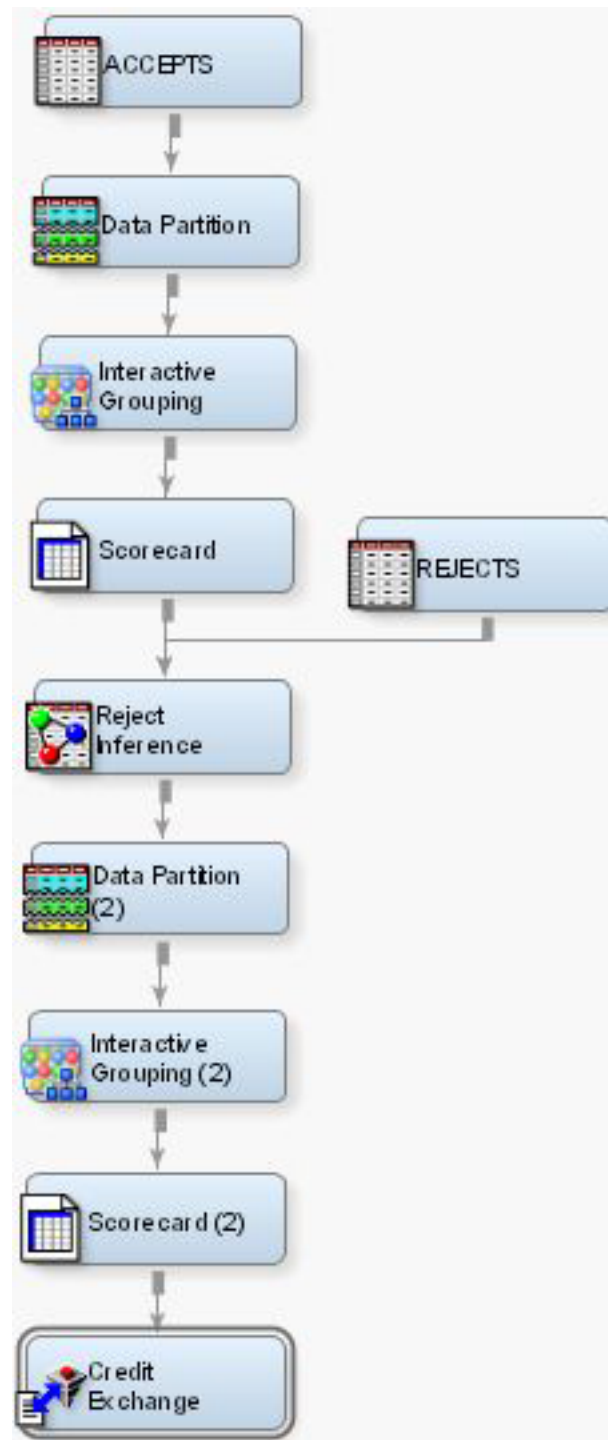 ACCEPTS
Data Partition
Interactive
Grouping
Scorecard
REJECTS
Reject
Inference
Data Partition
(2)
Interactive
Grouping (2)
Scorecard (2)
Credit
Exchange